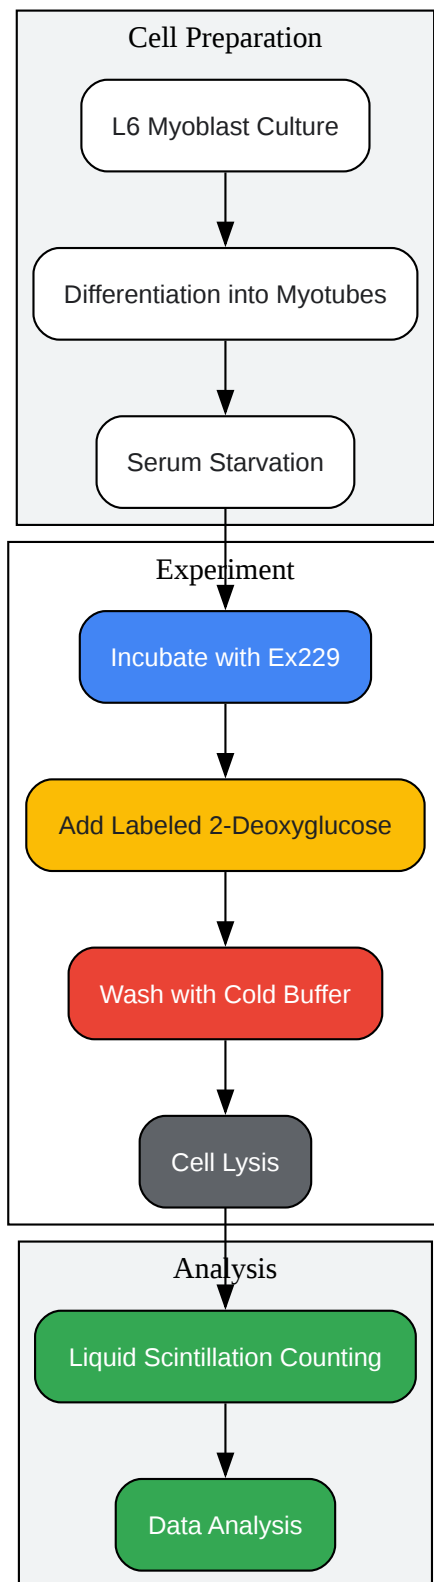 Cell Preparation
L6 Myoblast Culture
Differentiation into Myotubes
Serum Starvation
Experiment
Incubate with Ex229
Add Labeled 2-Deoxyglucose
Wash with Cold Buffer
Cell Lysis
Analysis
Liquid Scintillation Counting
Data Analysis